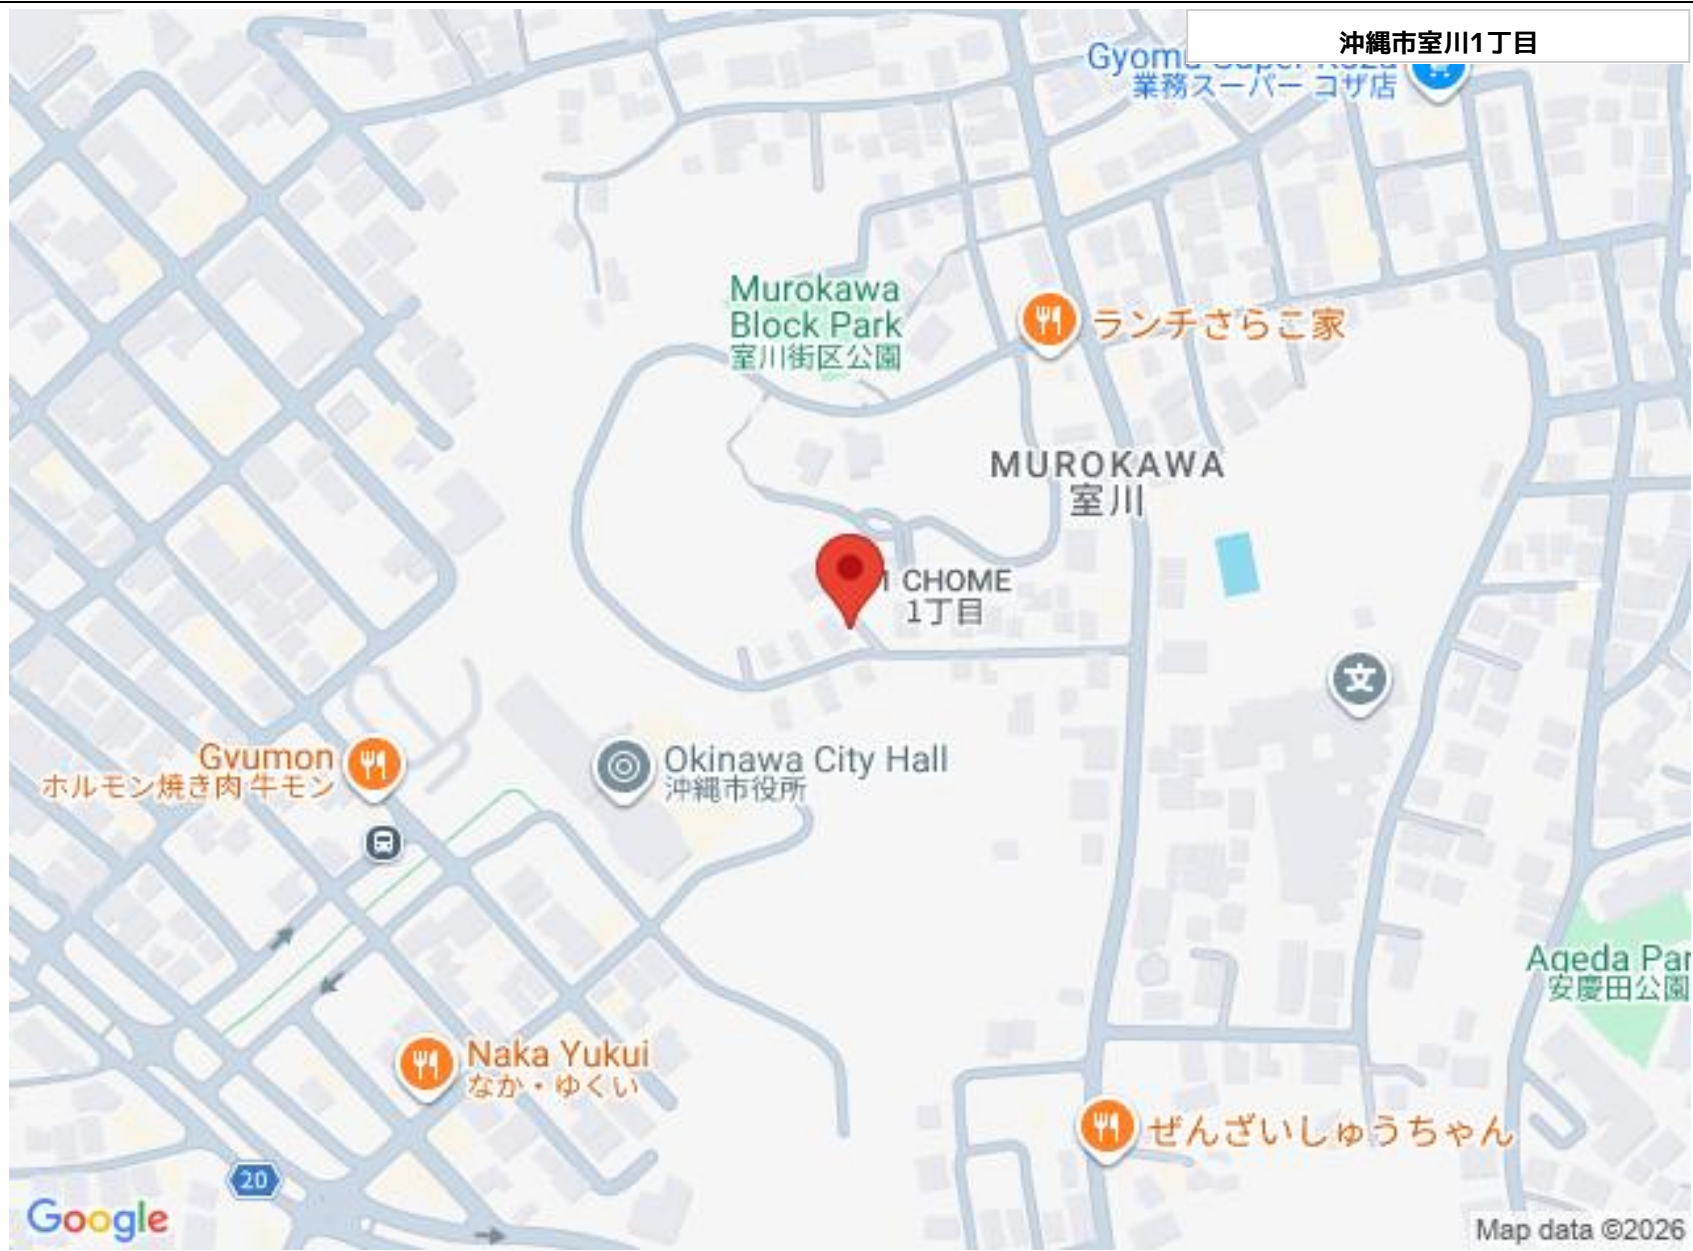 沖縄市室川1丁目
Gyomu Super Koza
業務スーパー コザ店
Murokawa
Block Park
室川街区公園
ランチさらこ家
MUROKAWA
室川
1 CHOME
1丁目
文
Gyumon
ホルモン焼き肉 牛モン
Okinawa City Hall
沖縄市役所
Ageda Par
安慶田公園
Naka Yukui
なか・ゆくい
ぜんざいしゅうちゃん
20
Google
Map data ©2026